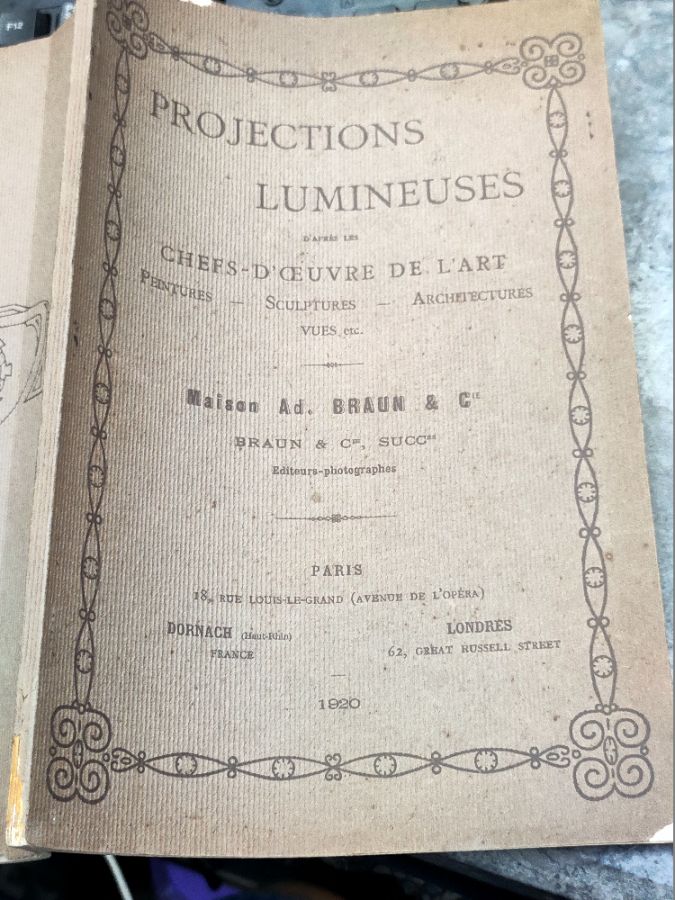 F12
PROJECTIONS
LUMINEUSES
D'APRÈS LES
CHEFS-D'ŒUVRE DE L'ART
PEINTURES — SCULPTURES — ARCHITECTURES
VUES, etc.
Maison Ad. BRAUN & CIE
BRAUN & CIE, SUCCRS
Editeurs-photographes
PARIS
18, RUE LOUIS-LE-GRAND (AVENUE DE L'OPÉRA)
DORNACH (Haut-Rhin)
FRANCE
LONDRES
62, GREAT RUSSELL STREET
1920